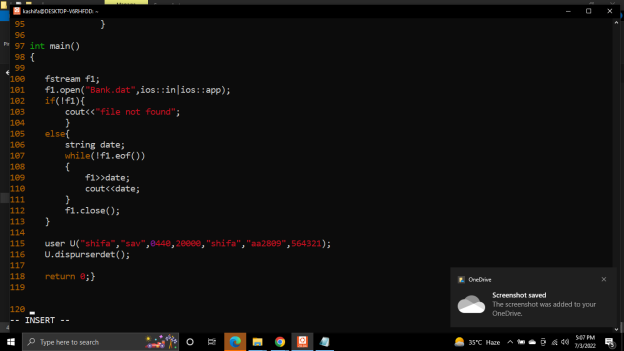 kashifa@DESKTOP-V6RHFDD: ~
95 }
96
97 int main()
98 {
99
100 fstream f1;
101 f1.open("Bank.dat",ios::in|ios::app);
102 if(!f1){
103 cout<<"file not found";
104 }
105 else{
106 string date;
107 while(!f1.eof())
108 {
109 f1>>date;
110 cout<<date;
111 }
112 f1.close();
113 }
114
115 user U("shifa","sav",0440,20000,"shifa","aa2809",564321);
116 U.dispurserdet();
117
118 return 0;}
119
120
-- INSERT --
OneDrive
Screenshot saved
The screenshot was added to your
OneDrive.
Type here to search
35°C Haze
5:07 PM
7/3/2022